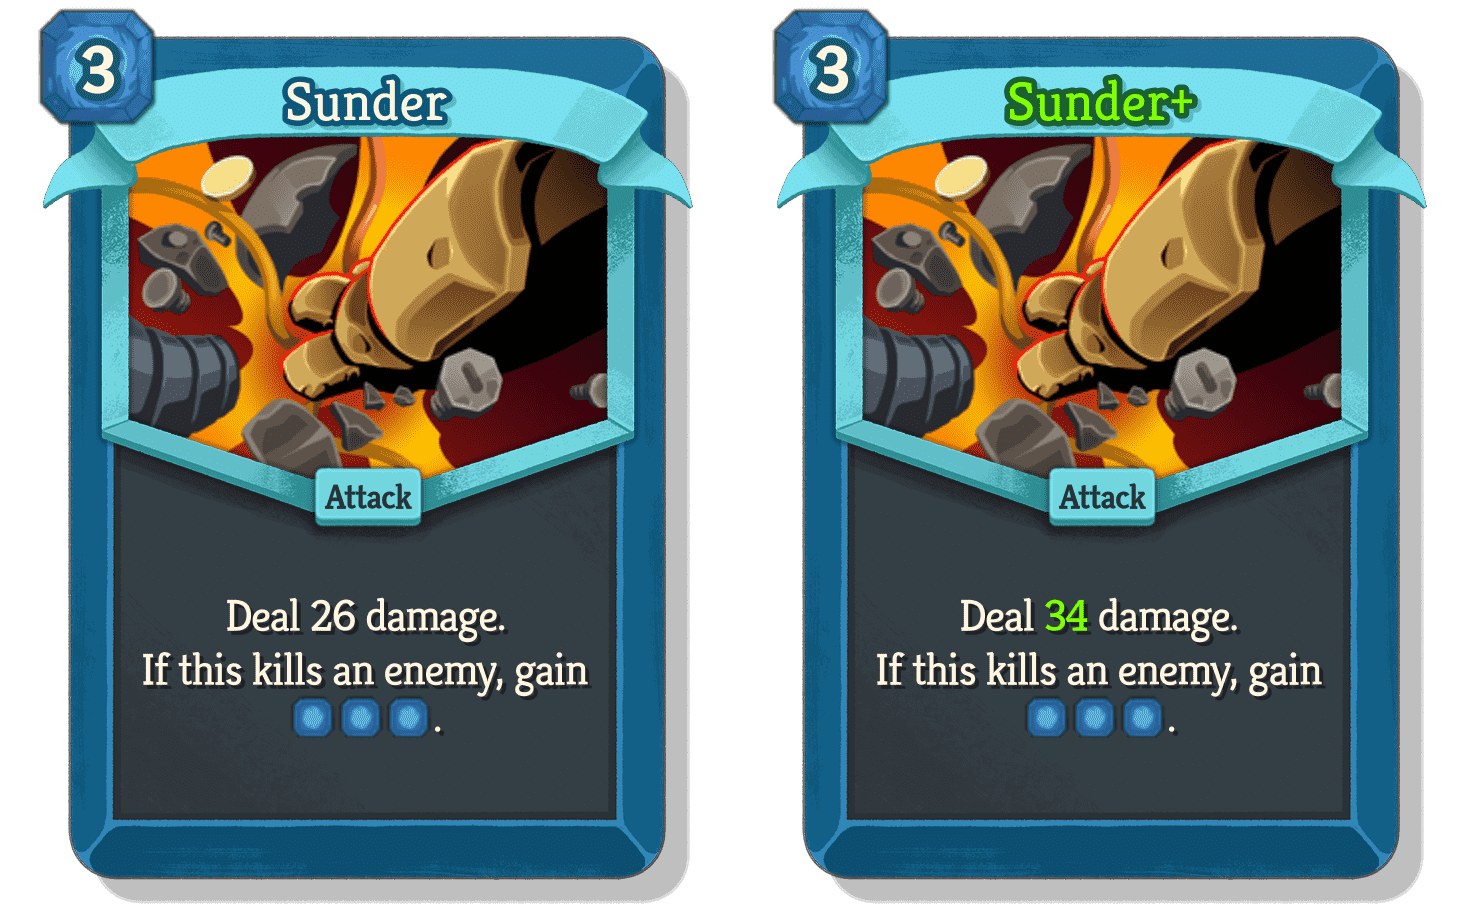 3
Sunder
Attack
Deal 26 damage.
If this kills an enemy, gain
.
3
Sunder+
Attack
Deal 34 damage.
If this kills an enemy, gain
.